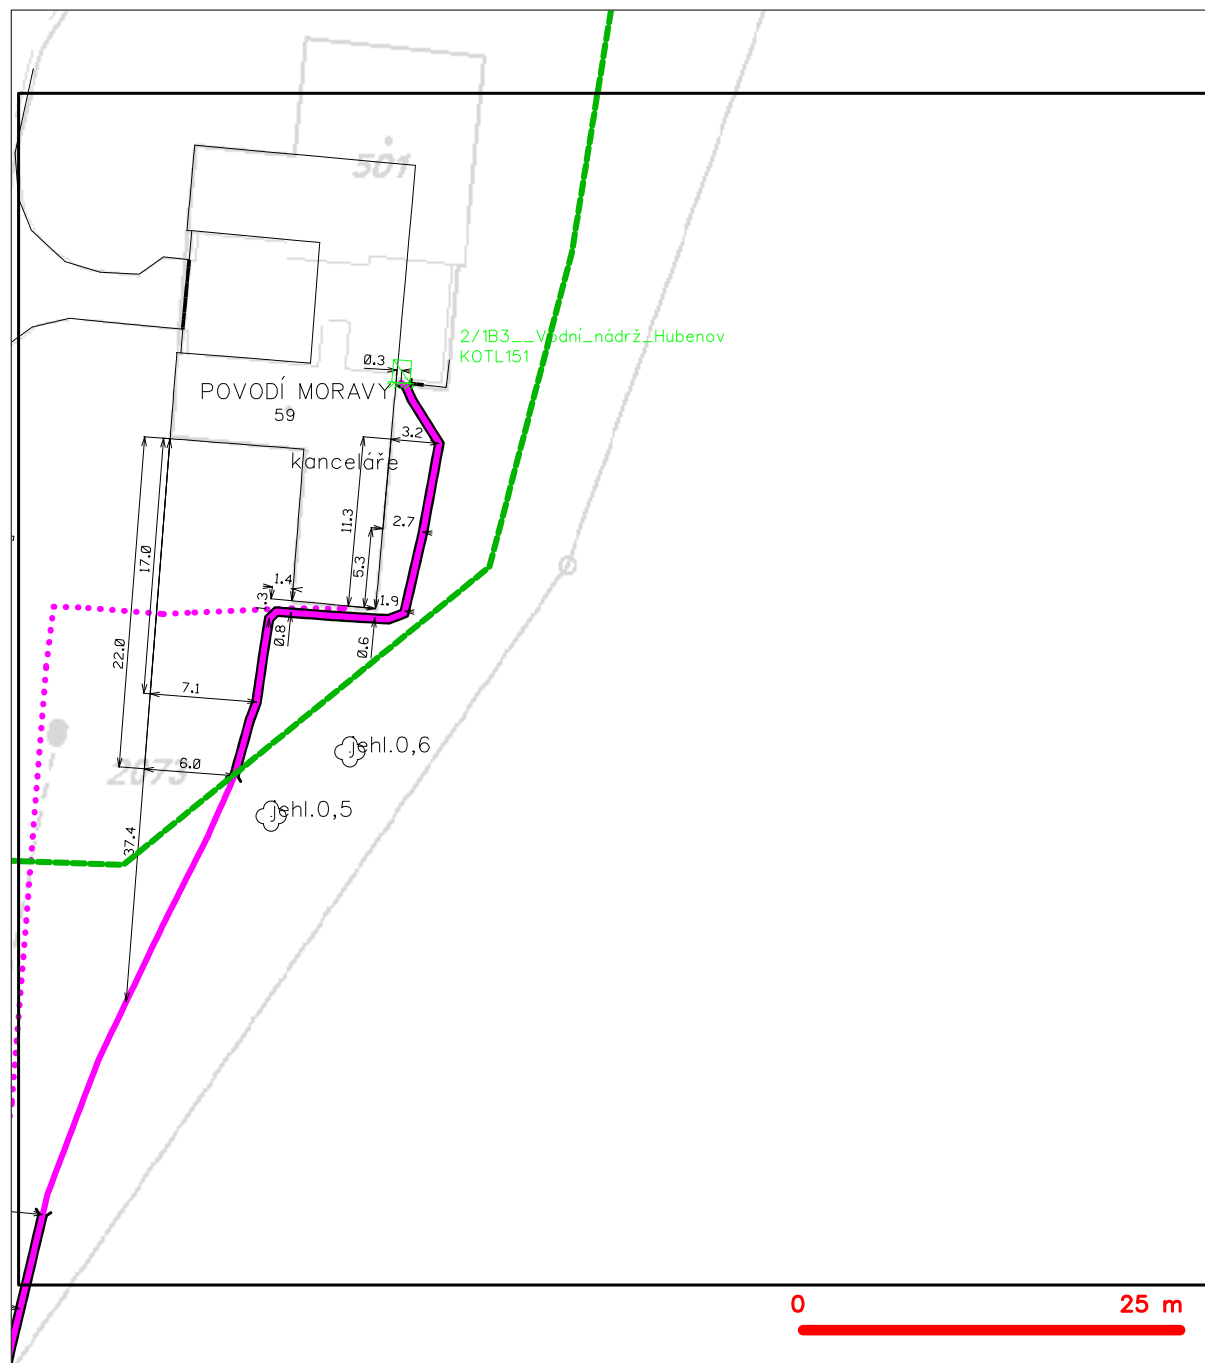 501
2/1B3__Vodní_nádrž_Hubenov
KOTL151
0.3
POVODÍ MORAVY
59
3.2
kanceláře
11.3
2.7
17.0
5.3
1.4
1.3
1.9
0.8
0.6
22.0
7.1
jehl.0,6
6.0
2073
jehl.0,5
37.4
0
25 m